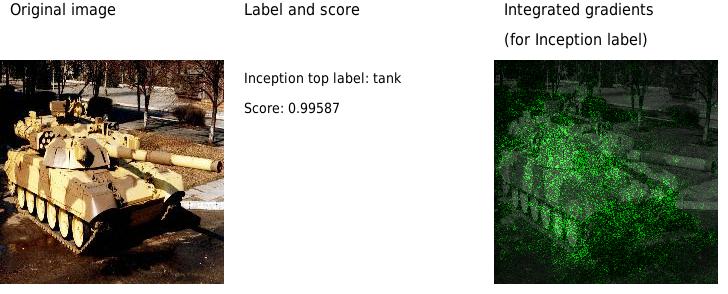 Original image
Label and score
Integrated gradients
(for Inception label)
Inception top label: tank
Score: 0.99587